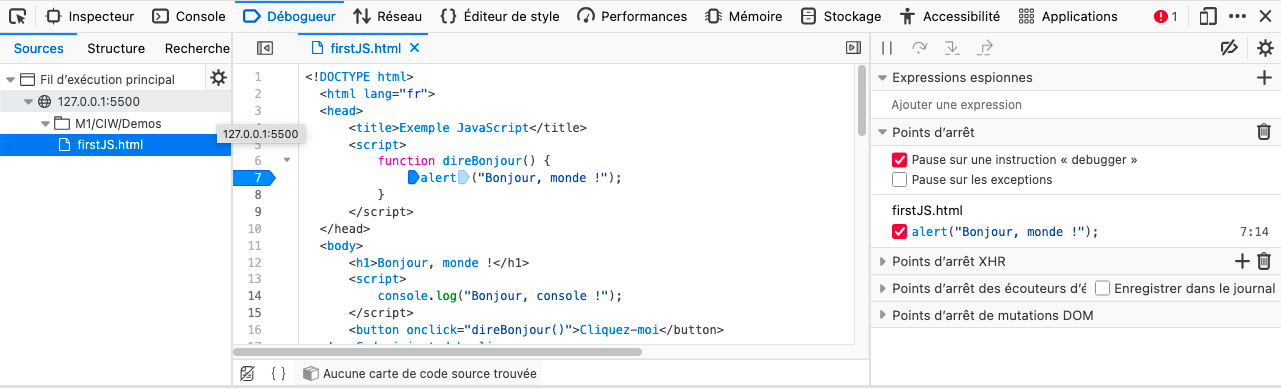 Inspecteur Console Débogueur Réseau Éditeur de style Performances Mémoire Stockage Accessibilité Applications 1
Sources Structure Recherche
firstJS.html
Fil d'exécution principal
127.0.0.1:5500
M1/CIW/Demos
firstJS.html
127.0.0.1:5500
1 <!DOCTYPE html>
2 <html lang="fr">
3 <head>
<title>Exemple JavaScript</title>
5 <script>
6 function direBonjour() {
7 alert("Bonjour, monde !");
8 }
9 </script>
10 </head>
11 <body>
12 <h1>Bonjour, monde !</h1>
13 <script>
14 console.log("Bonjour, console !");
15 </script>
16 <button onclick="direBonjour()">Cliquez-moi</button>
17
{ } Aucune carte de code source trouvée
Expressions espionnes
Ajouter une expression
Points d'arrêt
Pause sur une instruction « debugger »
Pause sur les exceptions
firstJS.html
alert("Bonjour, monde !"); 7:14
Points d'arrêt XHR
Points d'arrêt des écouteurs d'é Enregistrer dans le journal
Points d'arrêt de mutations DOM